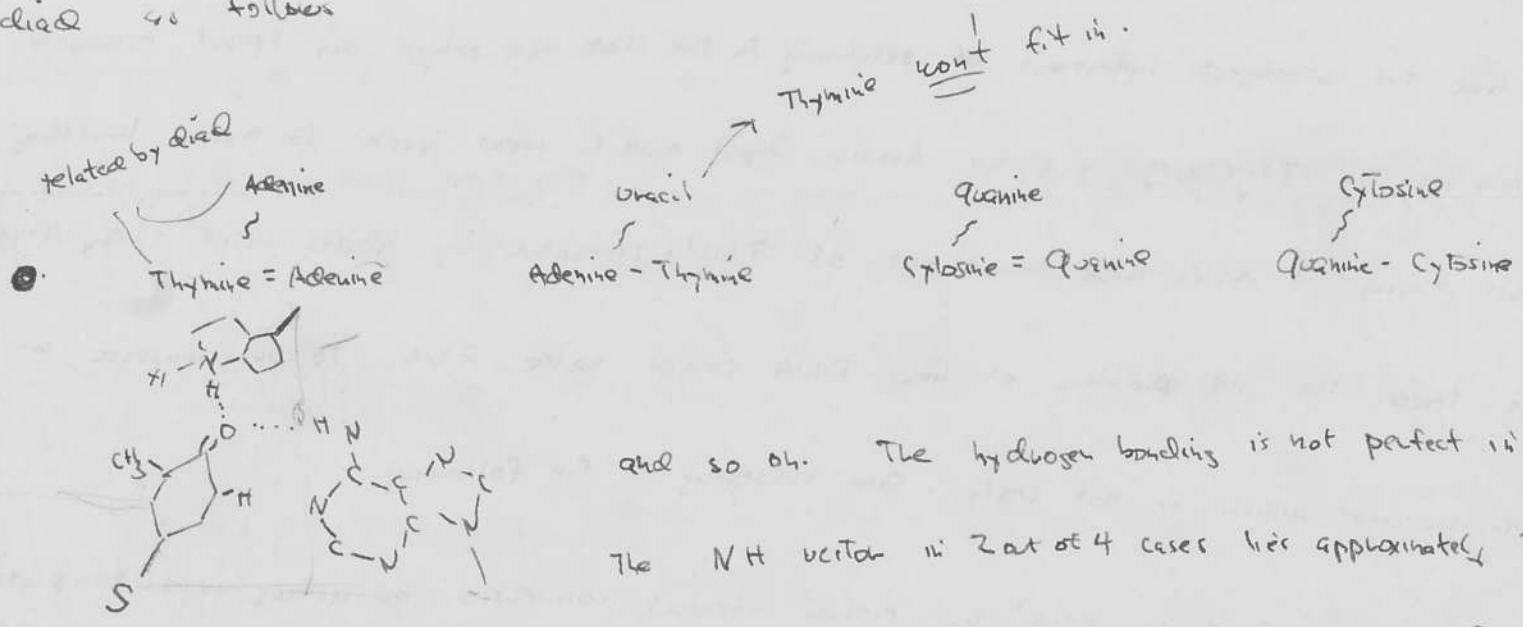 diad as follows
Thymine won't fit in.
related by diad
Adenine Uracil Guanine Cytosine
Thymine = Adenine Adenine - Thymine Cytosine = Guanine Guanine - Cytosine
N
H
O .... H N
CH3
H
N C C N C
N C C N
C N
S
and so on. The hydrogen bonding is not perfect in
The NH vector in 2 out of 4 cases lies approximately